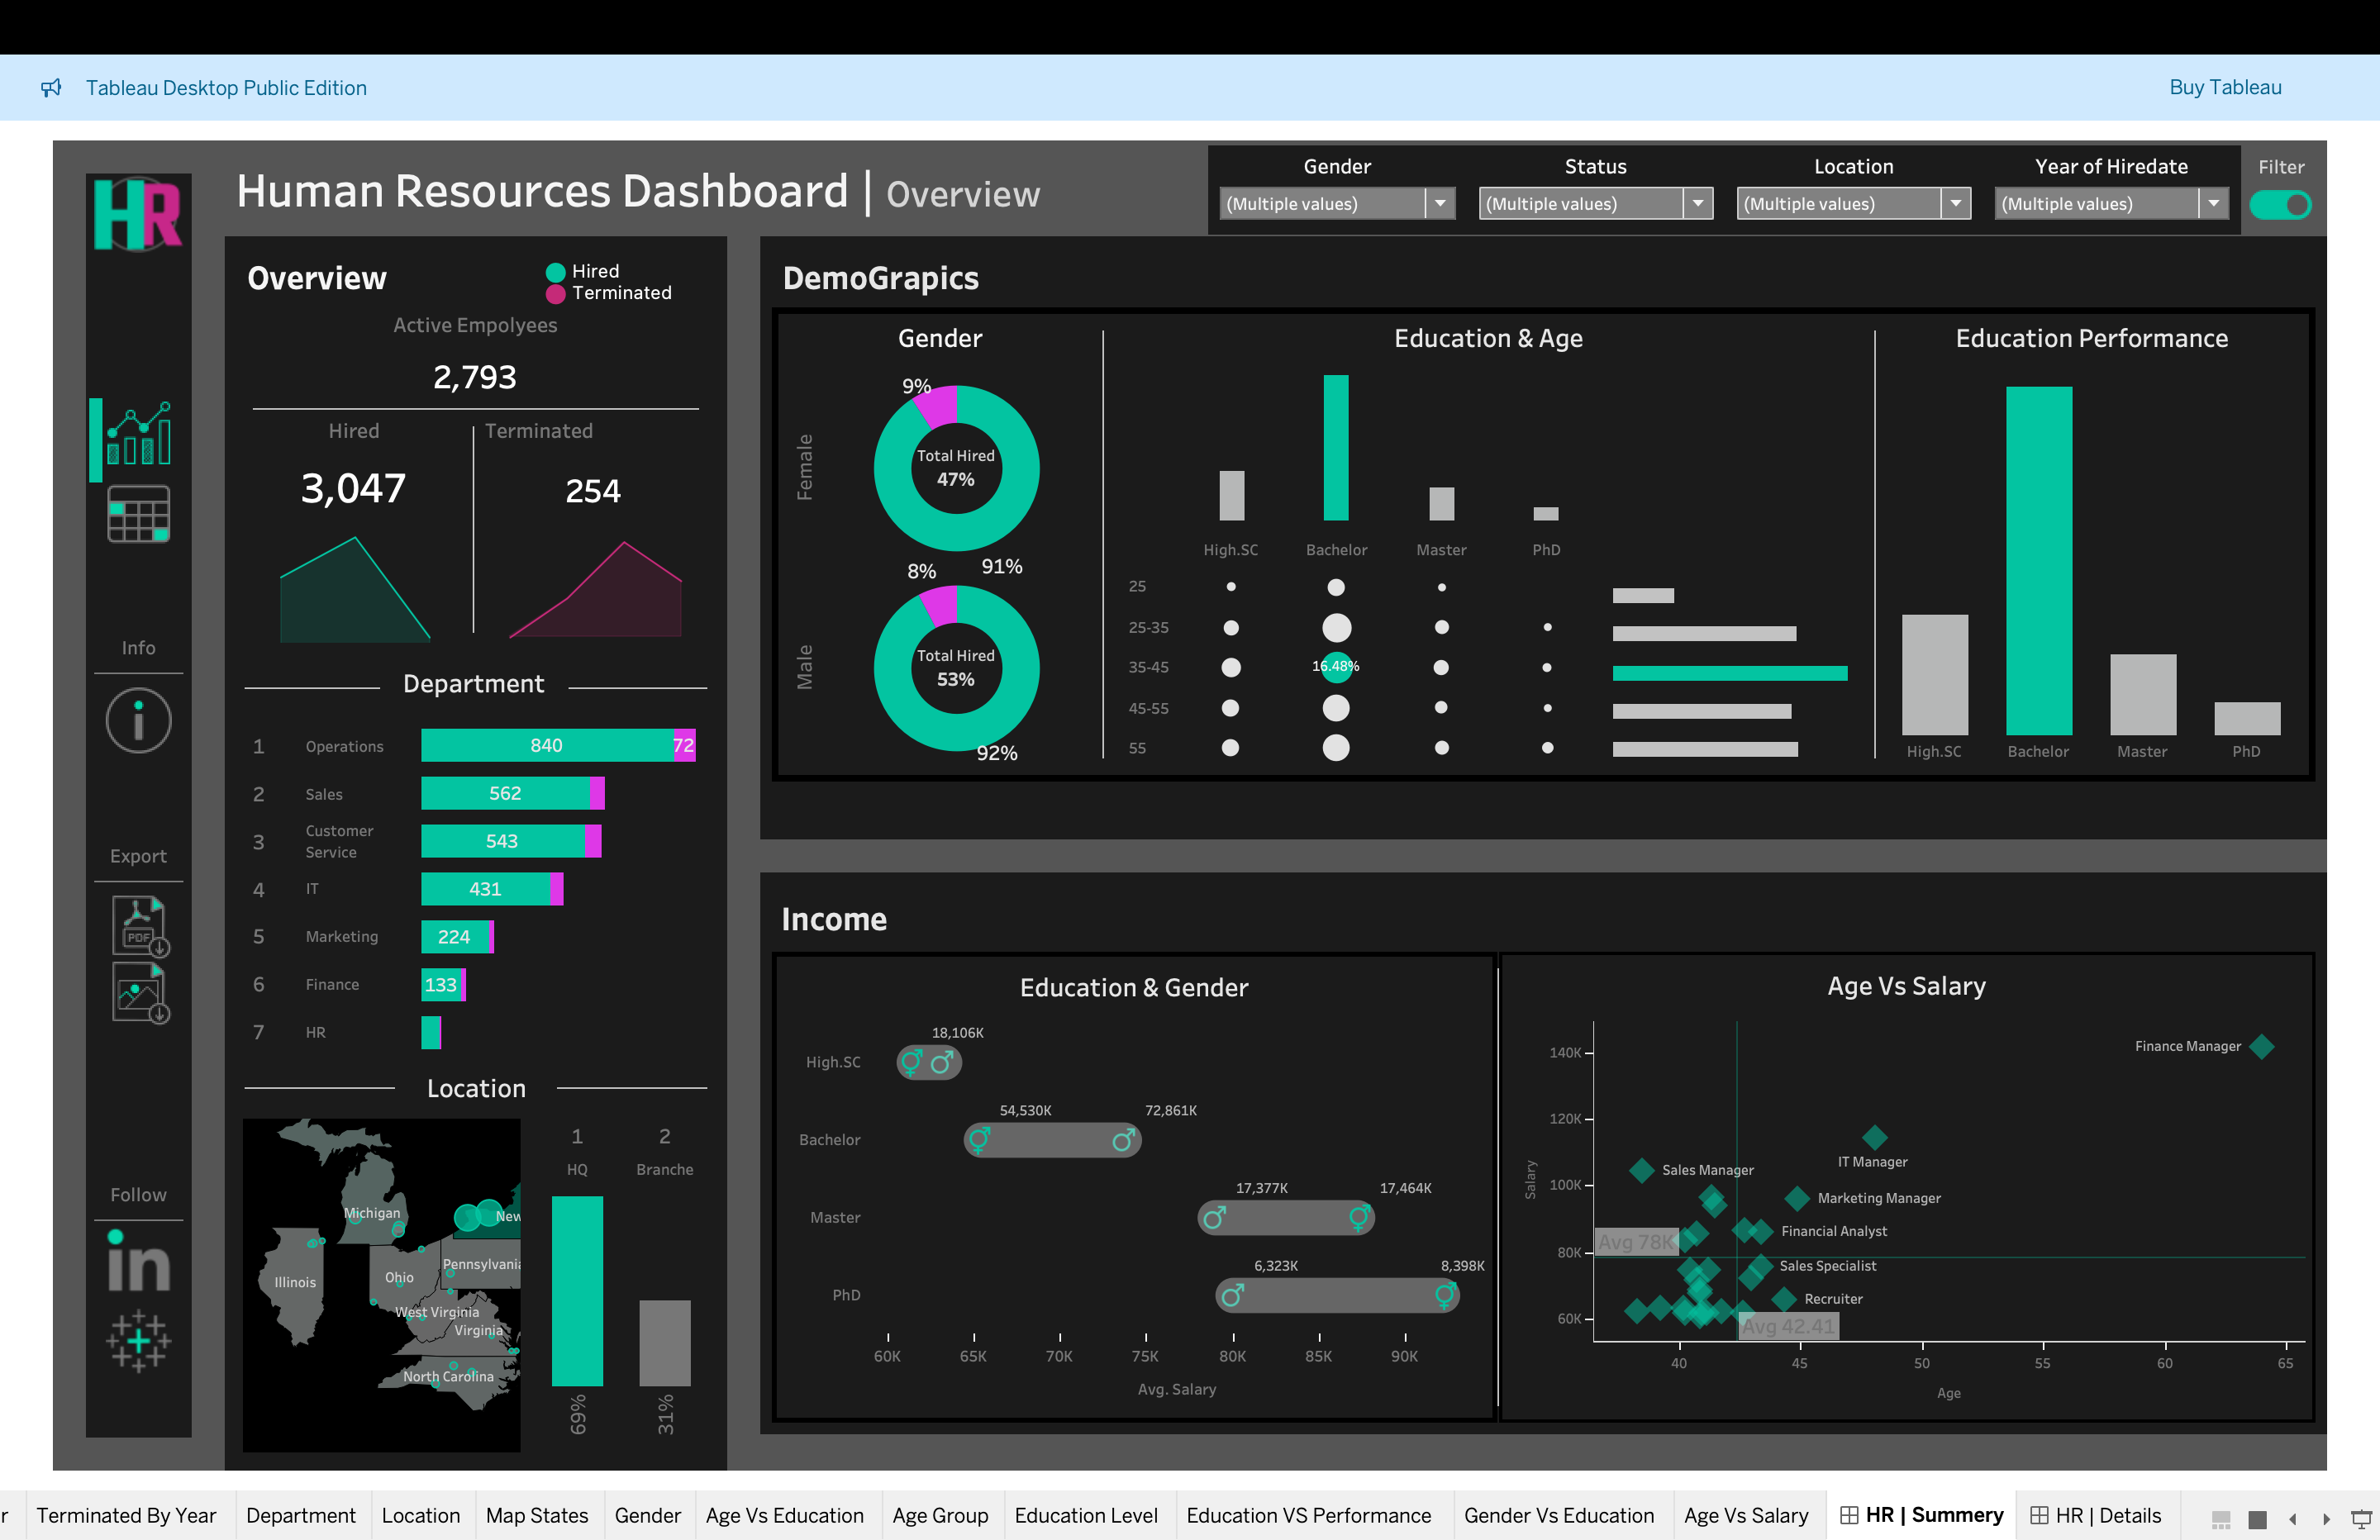 Tableau Desktop Public Edition
Buy Tableau
HR
Human Resources Dashboard | Overview
Gender
Status
Location
Year of Hiredate
Filter
(Multiple values)
(Multiple values)
(Multiple values)
(Multiple values)
Overview
Hired
Terminated
Active Empolyees
2,793
Hired
Terminated
3,047
254
Department
1 Operations 840 72
2 Sales 562
3 Customer
Service 543
4 IT 431
5 Marketing 224
6 Finance 133
7 HR
Location
Michigan
New
Pennsylvania
Illinois
Ohio
West Virginia
Virginia
North Carolina
1 2
HQ Branche
69% 31%
Info
Export
PDF
Follow
in
DemoGrapics
Gender
Female
9%
Total Hired
47%
91%
Male
8%
Total Hired
53%
92%
Education & Age
High.SC Bachelor Master PhD
25
25-35
35-45 16.48%
45-55
55
Education Performance
High.SC Bachelor Master PhD
Income
Education & Gender
18,106K
High.SC
54,530K 72,861K
Bachelor
17,377K 17,464K
Master
6,323K 8,398K
PhD
60K 65K 70K 75K 80K 85K 90K
Avg. Salary
Age Vs Salary
Salary
140K
120K
100K
80K
60K
Finance Manager
IT Manager
Sales Manager
Marketing Manager
Financial Analyst
Avg 78K
Sales Specialist
Recruiter
Avg 42.41
40 45 50 55 60 65
Age
r Terminated By Year Department Location Map States Gender Age Vs Education Age Group Education Level Education VS Performance Gender Vs Education Age Vs Salary HR | Summery HR | Details